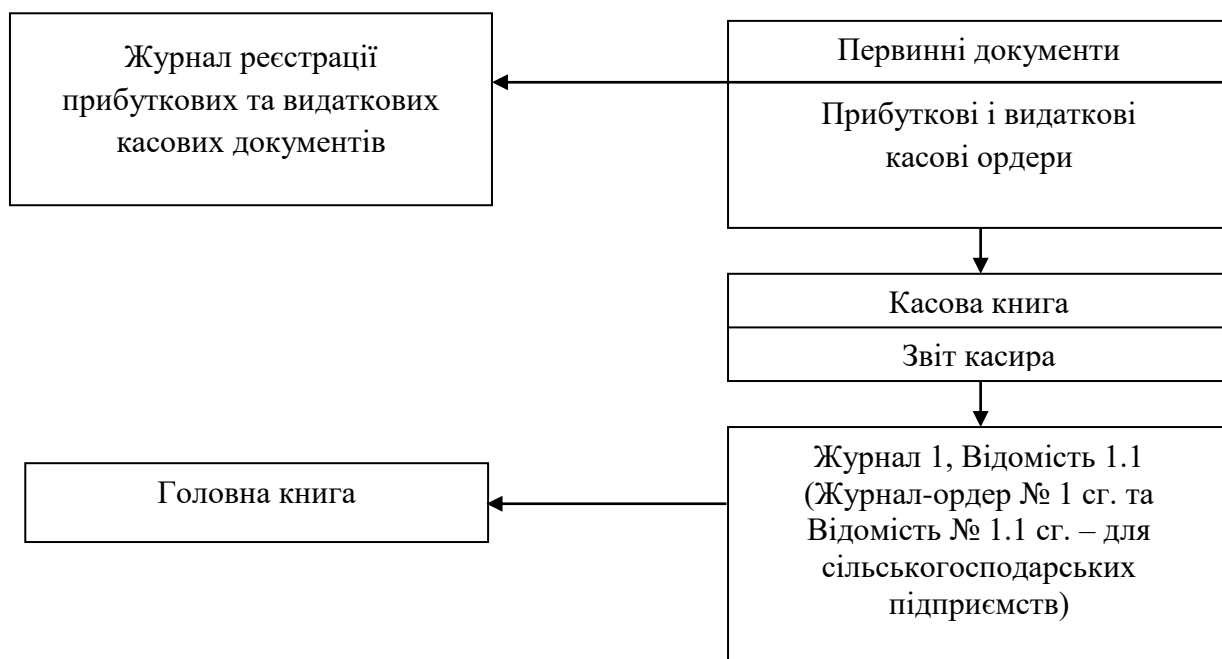 Журнал реєстрації
прибуткових та видаткових
касових документів
Первинні документи
Прибуткові і видаткові
касові ордери
Касова книга
Звіт касира
Журнал 1, Відомість 1.1
(Журнал-ордер № 1 сг. та
Відомість № 1.1 сг. – для
сільськогосподарських
підприємств)
Головна книга